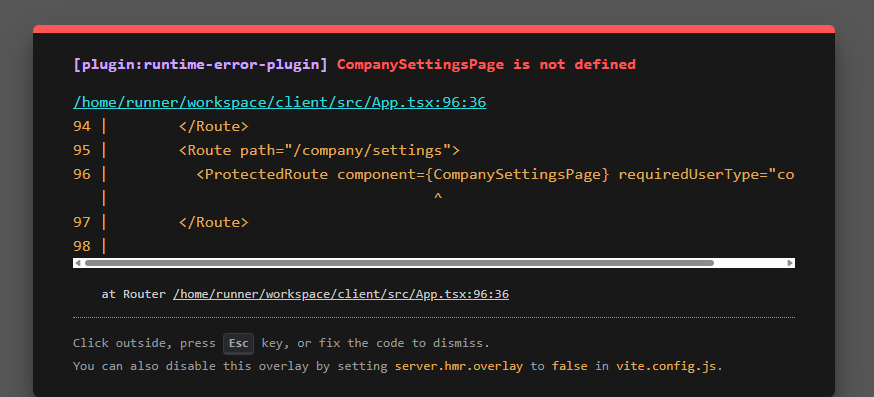 [plugin:runtime-error-plugin] CompanySettingsPage is not defined
/home/runner/workspace/client/src/App.tsx:96:36
94 |        </Route>
95 |        <Route path="/company/settings">
96 |          <ProtectedRoute component={CompanySettingsPage} requiredUserType="co
   |                                    ^
97 |        </Route>
98 |
at Router /home/runner/workspace/client/src/App.tsx:96:36
Click outside, press Esc key, or fix the code to dismiss.
You can also disable this overlay by setting server.hmr.overlay to false in vite.config.js.